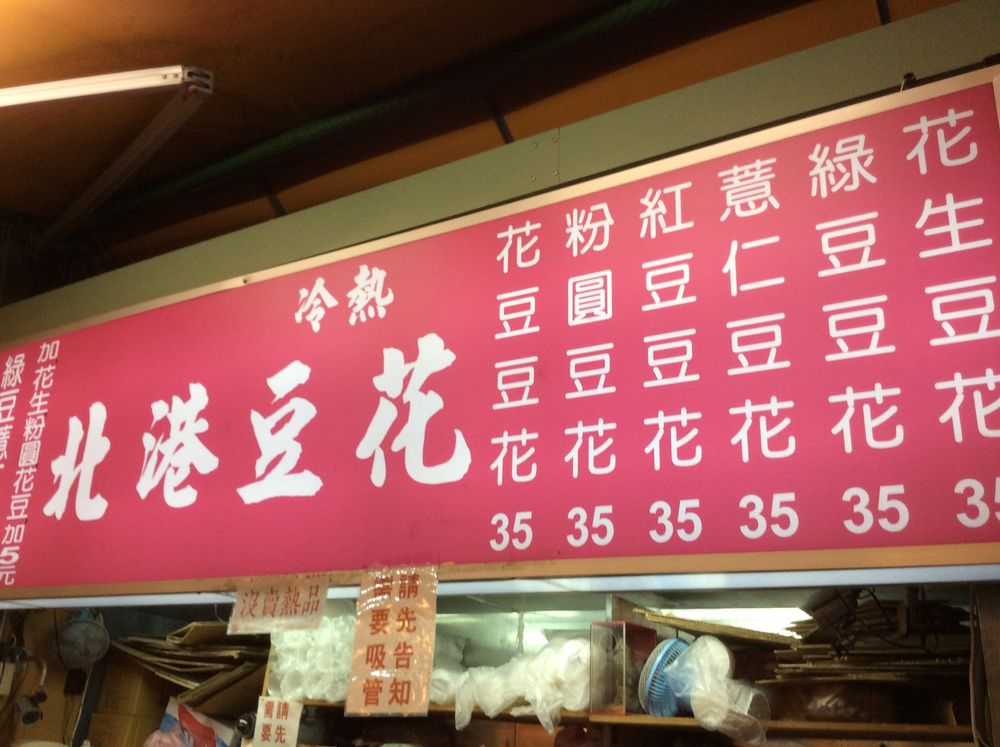 花生豆花
綠豆豆花 35
薏仁豆花 35
紅豆豆花 35
粉圓豆花 35
花豆豆花 35
冷熱
北港豆花
加花生粉圓花豆加5元
綠豆薏
沒賣熱品
請先告知
需要吸管
請先
需要